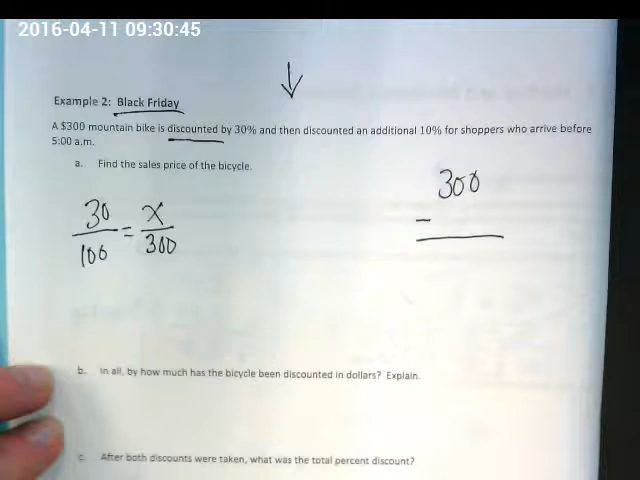 2016-04-11 09:30:45
Example 2: Black Friday
A $300 mountain bike is discounted by 30% and then discounted an additional 10% for shoppers who arrive before
5:00 a.m.
a. Find the sales price of the bicycle.
300
-
30/100 = x/300
b. In all, by how much has the bicycle been discounted in dollars? Explain.
c. After both discounts were taken, what was the total percent discount?